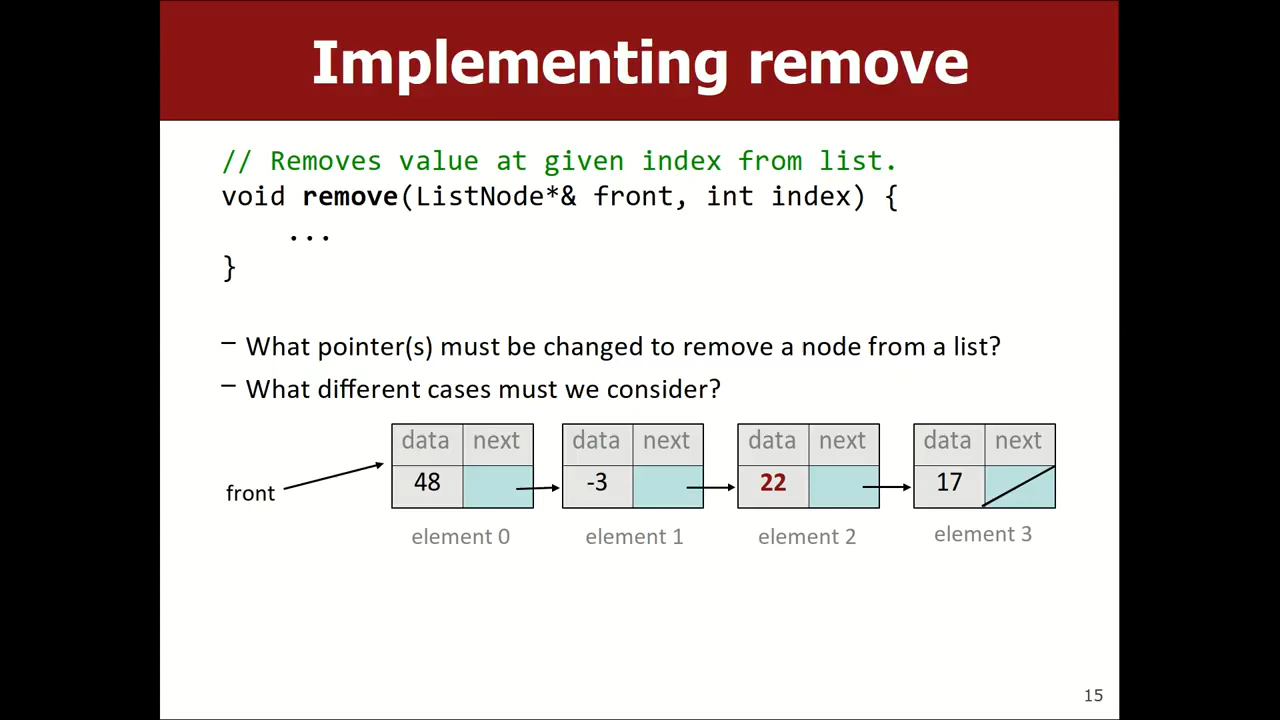 Implementing remove
// Removes value at given index from list.
void remove(ListNode*& front, int index) {
...
}
– What pointer(s) must be changed to remove a node from a list?
– What different cases must we consider?
data next data next data next data next
front 48 -3 22 17
element 0 element 1 element 2 element 3
15